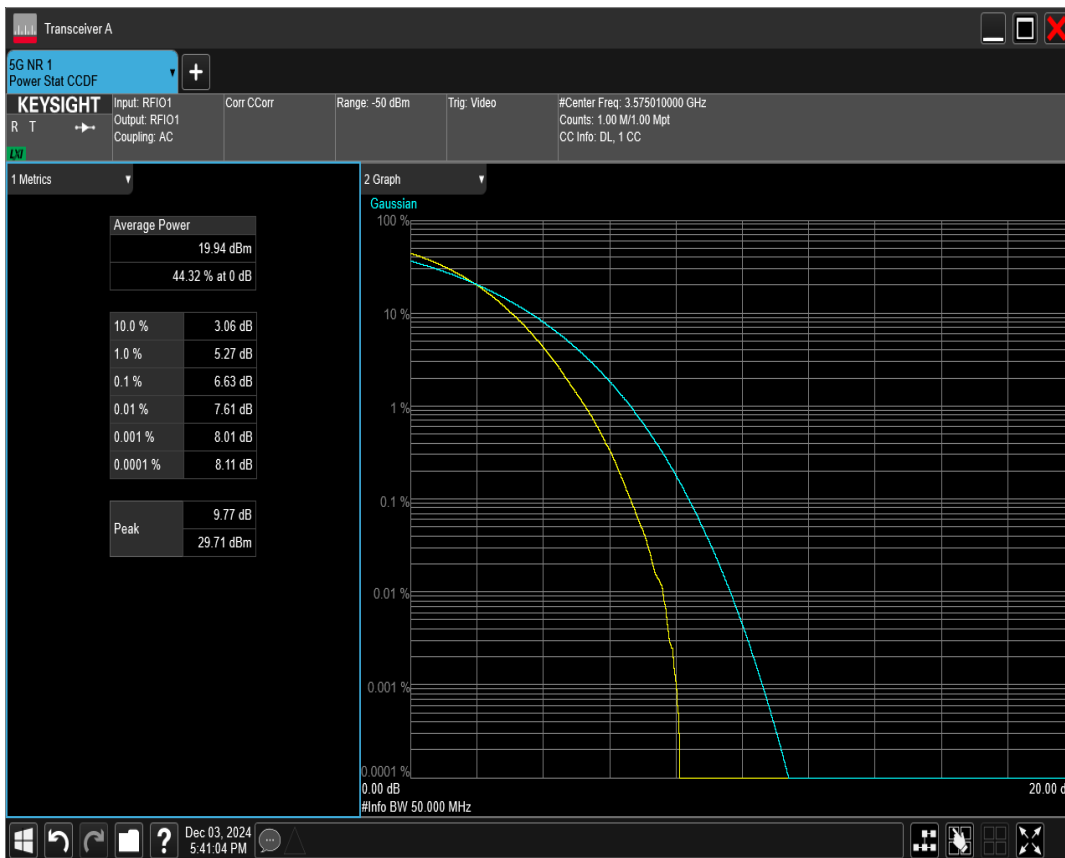 Transceiver A
5G NR 1
Power Stat CCDF
KEYSIGHT
R T
LXI
Input: RFIO1
Output: RFIO1
Coupling: AC
Corr CCorr
Range: -50 dBm
Trig: Video
#Center Freq: 3.575010000 GHz
Counts: 1.00 M/1.00 Mpt
CC Info: DL, 1 CC
1 Metrics
Average Power
19.94 dBm
44.32 % at 0 dB
10.0 % 3.06 dB
1.0 % 5.27 dB
0.1 % 6.63 dB
0.01 % 7.61 dB
0.001 % 8.01 dB
0.0001 % 8.11 dB
Peak
9.77 dB
29.71 dBm
2 Graph
Gaussian
100 %
10 %
1 %
0.1 %
0.01 %
0.001 %
0.0001 %
0.00 dB 20.00 d
#Info BW 50.000 MHz
? Dec 03, 2024
5:41:04 PM